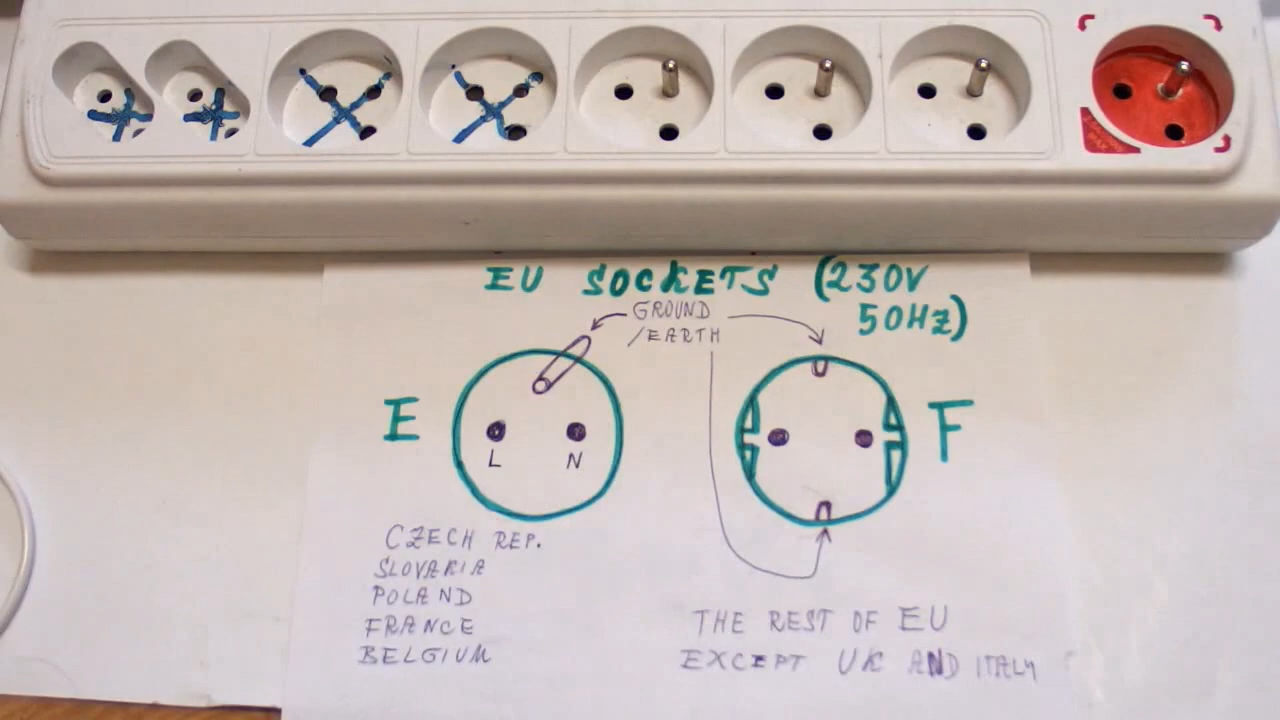 EU SOCKETS (230V
50HZ)
GROUND
/EARTH
E
F
L N
CZECH REP.
SLOVAKIA
POLAND
FRANCE
BELGIUM
THE REST OF EU
EXCEPT UK AND ITALY